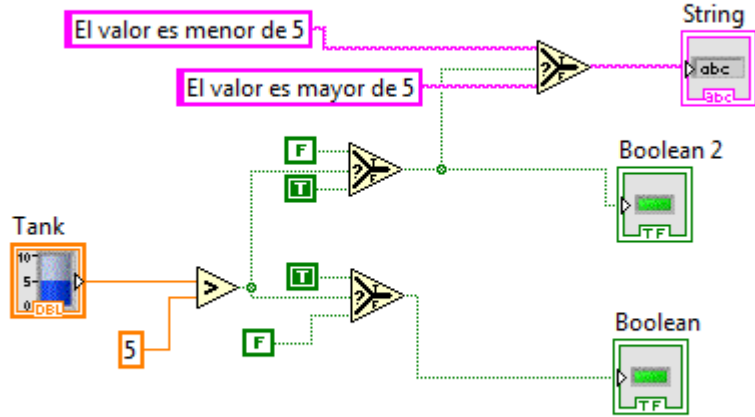 String
El valor es menor de 5
?
T
F
abc
abc
El valor es mayor de 5
F
T
?
T
F
Boolean 2
TF
Tank
10
5
0
DBL
>
5
T
F
?
T
F
Boolean
TF